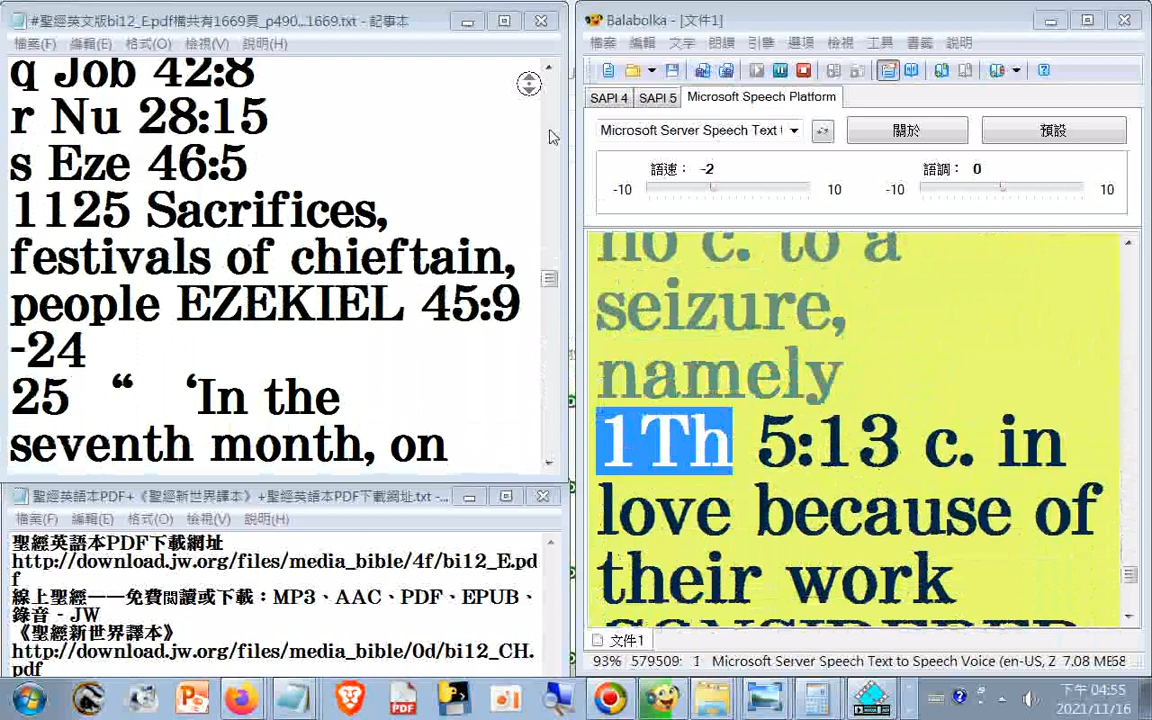 #聖經英文版bi12_E.pdf檔共有1669頁_p490...1669.txt - 記事本
檔案(F) 編輯(E) 格式(O) 檢視(V) 說明(H)
q Job 42:8
r Nu 28:15
s Eze 46:5
1125 Sacrifices,
festivals of chieftain,
people EZEKIEL 45:9
-24
25 “ ‘In the
seventh month, on
聖經英語本PDF+《聖經新世界譯本》+聖經英語本PDF下載網址.txt -...
檔案(F) 編輯(E) 格式(O) 檢視(V) 說明(H)
聖經英語本PDF下載網址
http://download.jw.org/files/media_bible/4f/bi12_E.pd
f
線上聖經——免費閱讀或下載：MP3、AAC、PDF、EPUB、
錄音 - JW
《聖經新世界譯本》
http://download.jw.org/files/media_bible/0d/bi12_CH.
pdf
Balabolka - [文件1]
檔案 編輯 文字 朗讀 引擎 選項 檢視 工具 書籤 說明
SAPI 4 SAPI 5 Microsoft Speech Platform
Microsoft Server Speech Text 關於 預設
語速： -2 語調： 0
-10 10 -10 10
no c. to a
seizure,
namely
1Th 5:13 c. in
love because of
their work
CONSIDERED
文件1
93% 579509: 1 Microsoft Server Speech Text to Speech Voice (en-US, Z 7.08 MB
PDF
下午 04:55
2021/11/16